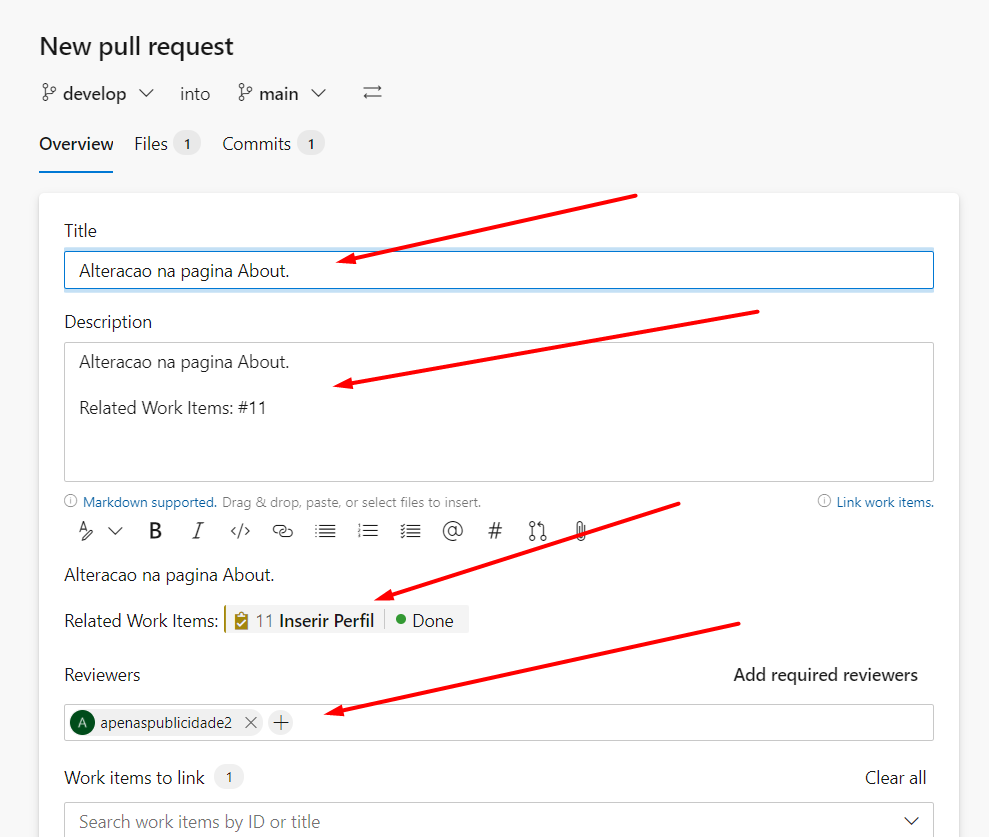 New pull request
develop into main
Overview Files 1 Commits 1
Title
Alteracao na pagina About.
Description
Alteracao na pagina About.
Related Work Items: #11
Markdown supported. Drag & drop, paste, or select files to insert. Link work items.
B I </> @ #
Alteracao na pagina About.
Related Work Items: 11 Inserir Perfil Done
Reviewers Add required reviewers
A apenaspublicidade2
Work items to link 1 Clear all
Search work items by ID or title